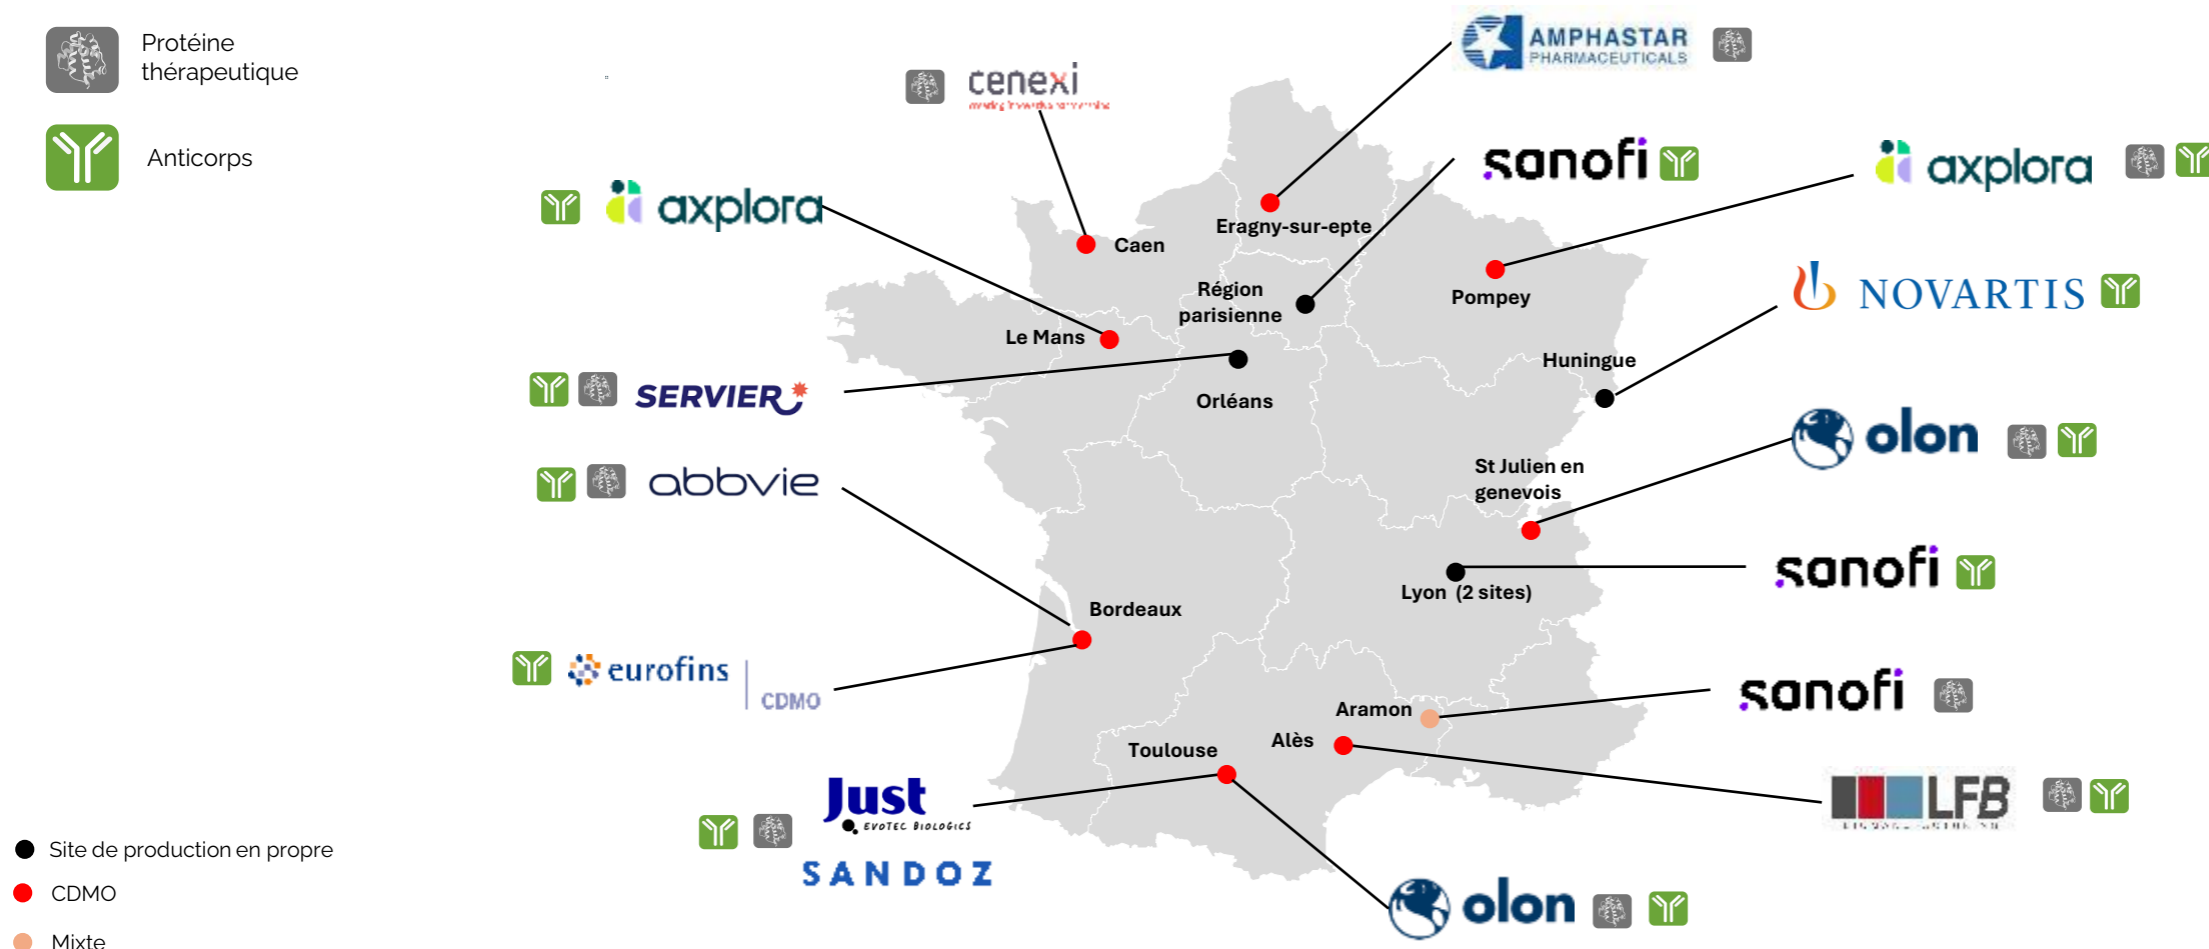 Protéine
thérapeutique
Anticorps
cenexi
AMPHASTAR
PHARMACEUTICALS
sanofi
axplora
axplora
Eragny-sur-epte
Caen
NOVARTIS
Région
parisienne
Pompey
Le Mans
Huningue
SERVIER
Orléans
olon
St Julien en
genevois
abbvie
sanofi
Lyon (2 sites)
Bordeaux
eurofins
CDMO
sanofi
Aramon
Alès
Toulouse
Just
EVOTEC BIOLOGICS
LFB
SANDOZ
olon
Site de production en propre
CDMO
Mixte